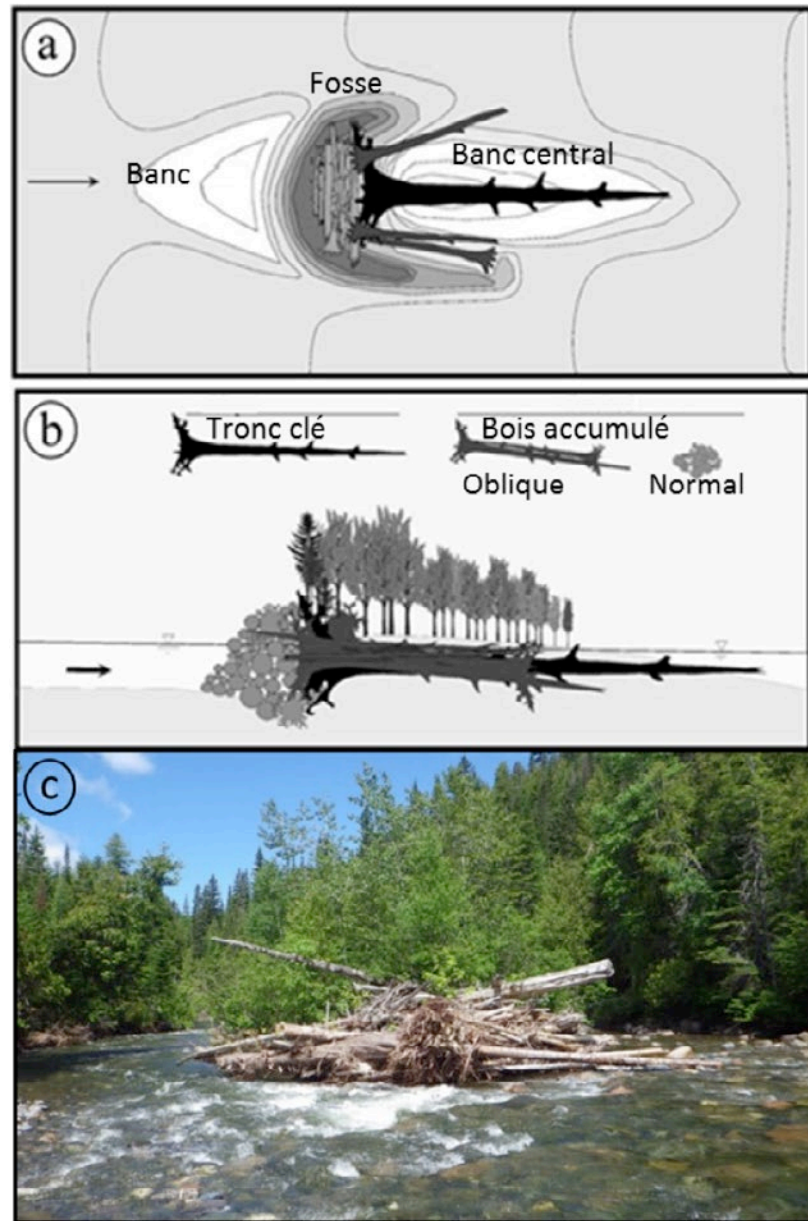 a
Fosse
Banc
Banc central
b
Tronc clé
Bois accumulé
Oblique
Normal
c